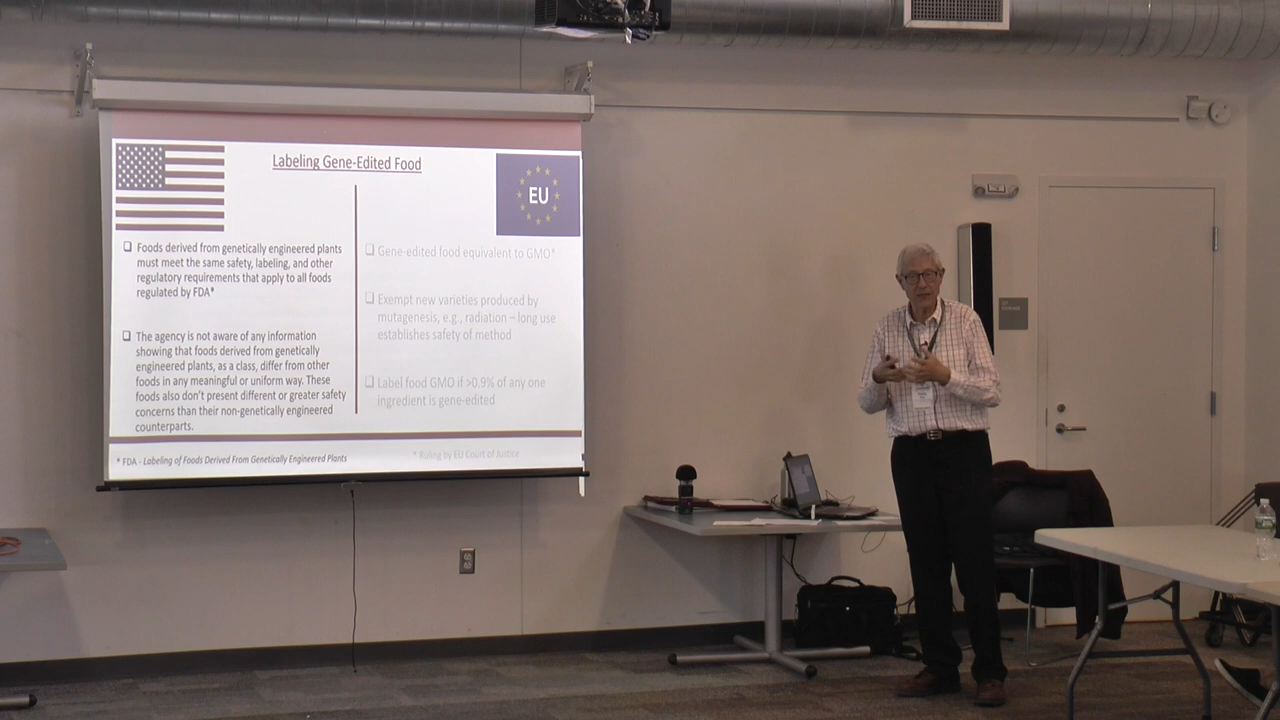 Labeling Gene-Edited Food
EU
❑ Foods derived from genetically engineered plants
must meet the same safety, labeling, and other
regulatory requirements that apply to all foods
regulated by FDA*
❑ The agency is not aware of any information
showing that foods derived from genetically
engineered plants, as a class, differ from other
foods in any meaningful or uniform way. These
foods also don't present different or greater safety
concerns than their non-genetically engineered
counterparts.
* FDA - Labeling of Foods Derived From Genetically Engineered Plants
❑ Gene-edited food equivalent to GMO*
❑ Exempt new varieties produced by
mutagenesis, e.g., radiation – long use
establishes safety of method
❑ Label food GMO if >0.9% of any one
ingredient is gene-edited
* Ruling by EU Court of Justice